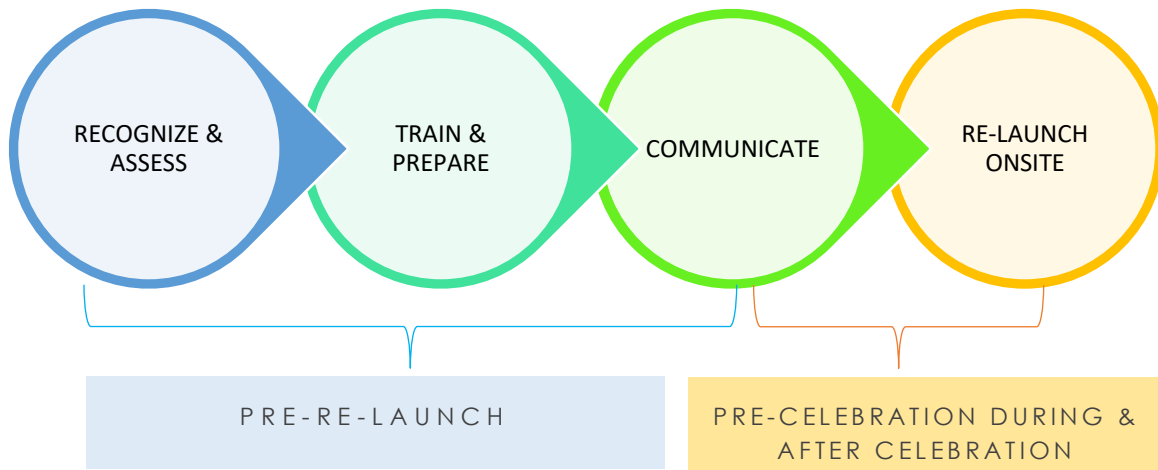 RECOGNIZE &
ASSESS
TRAIN &
PREPARE
COMMUNICATE
RE-LAUNCH
ONSITE
PRE-RE-LAUNCH
PRE-CELEBRATION DURING &
AFTER CELEBRATION